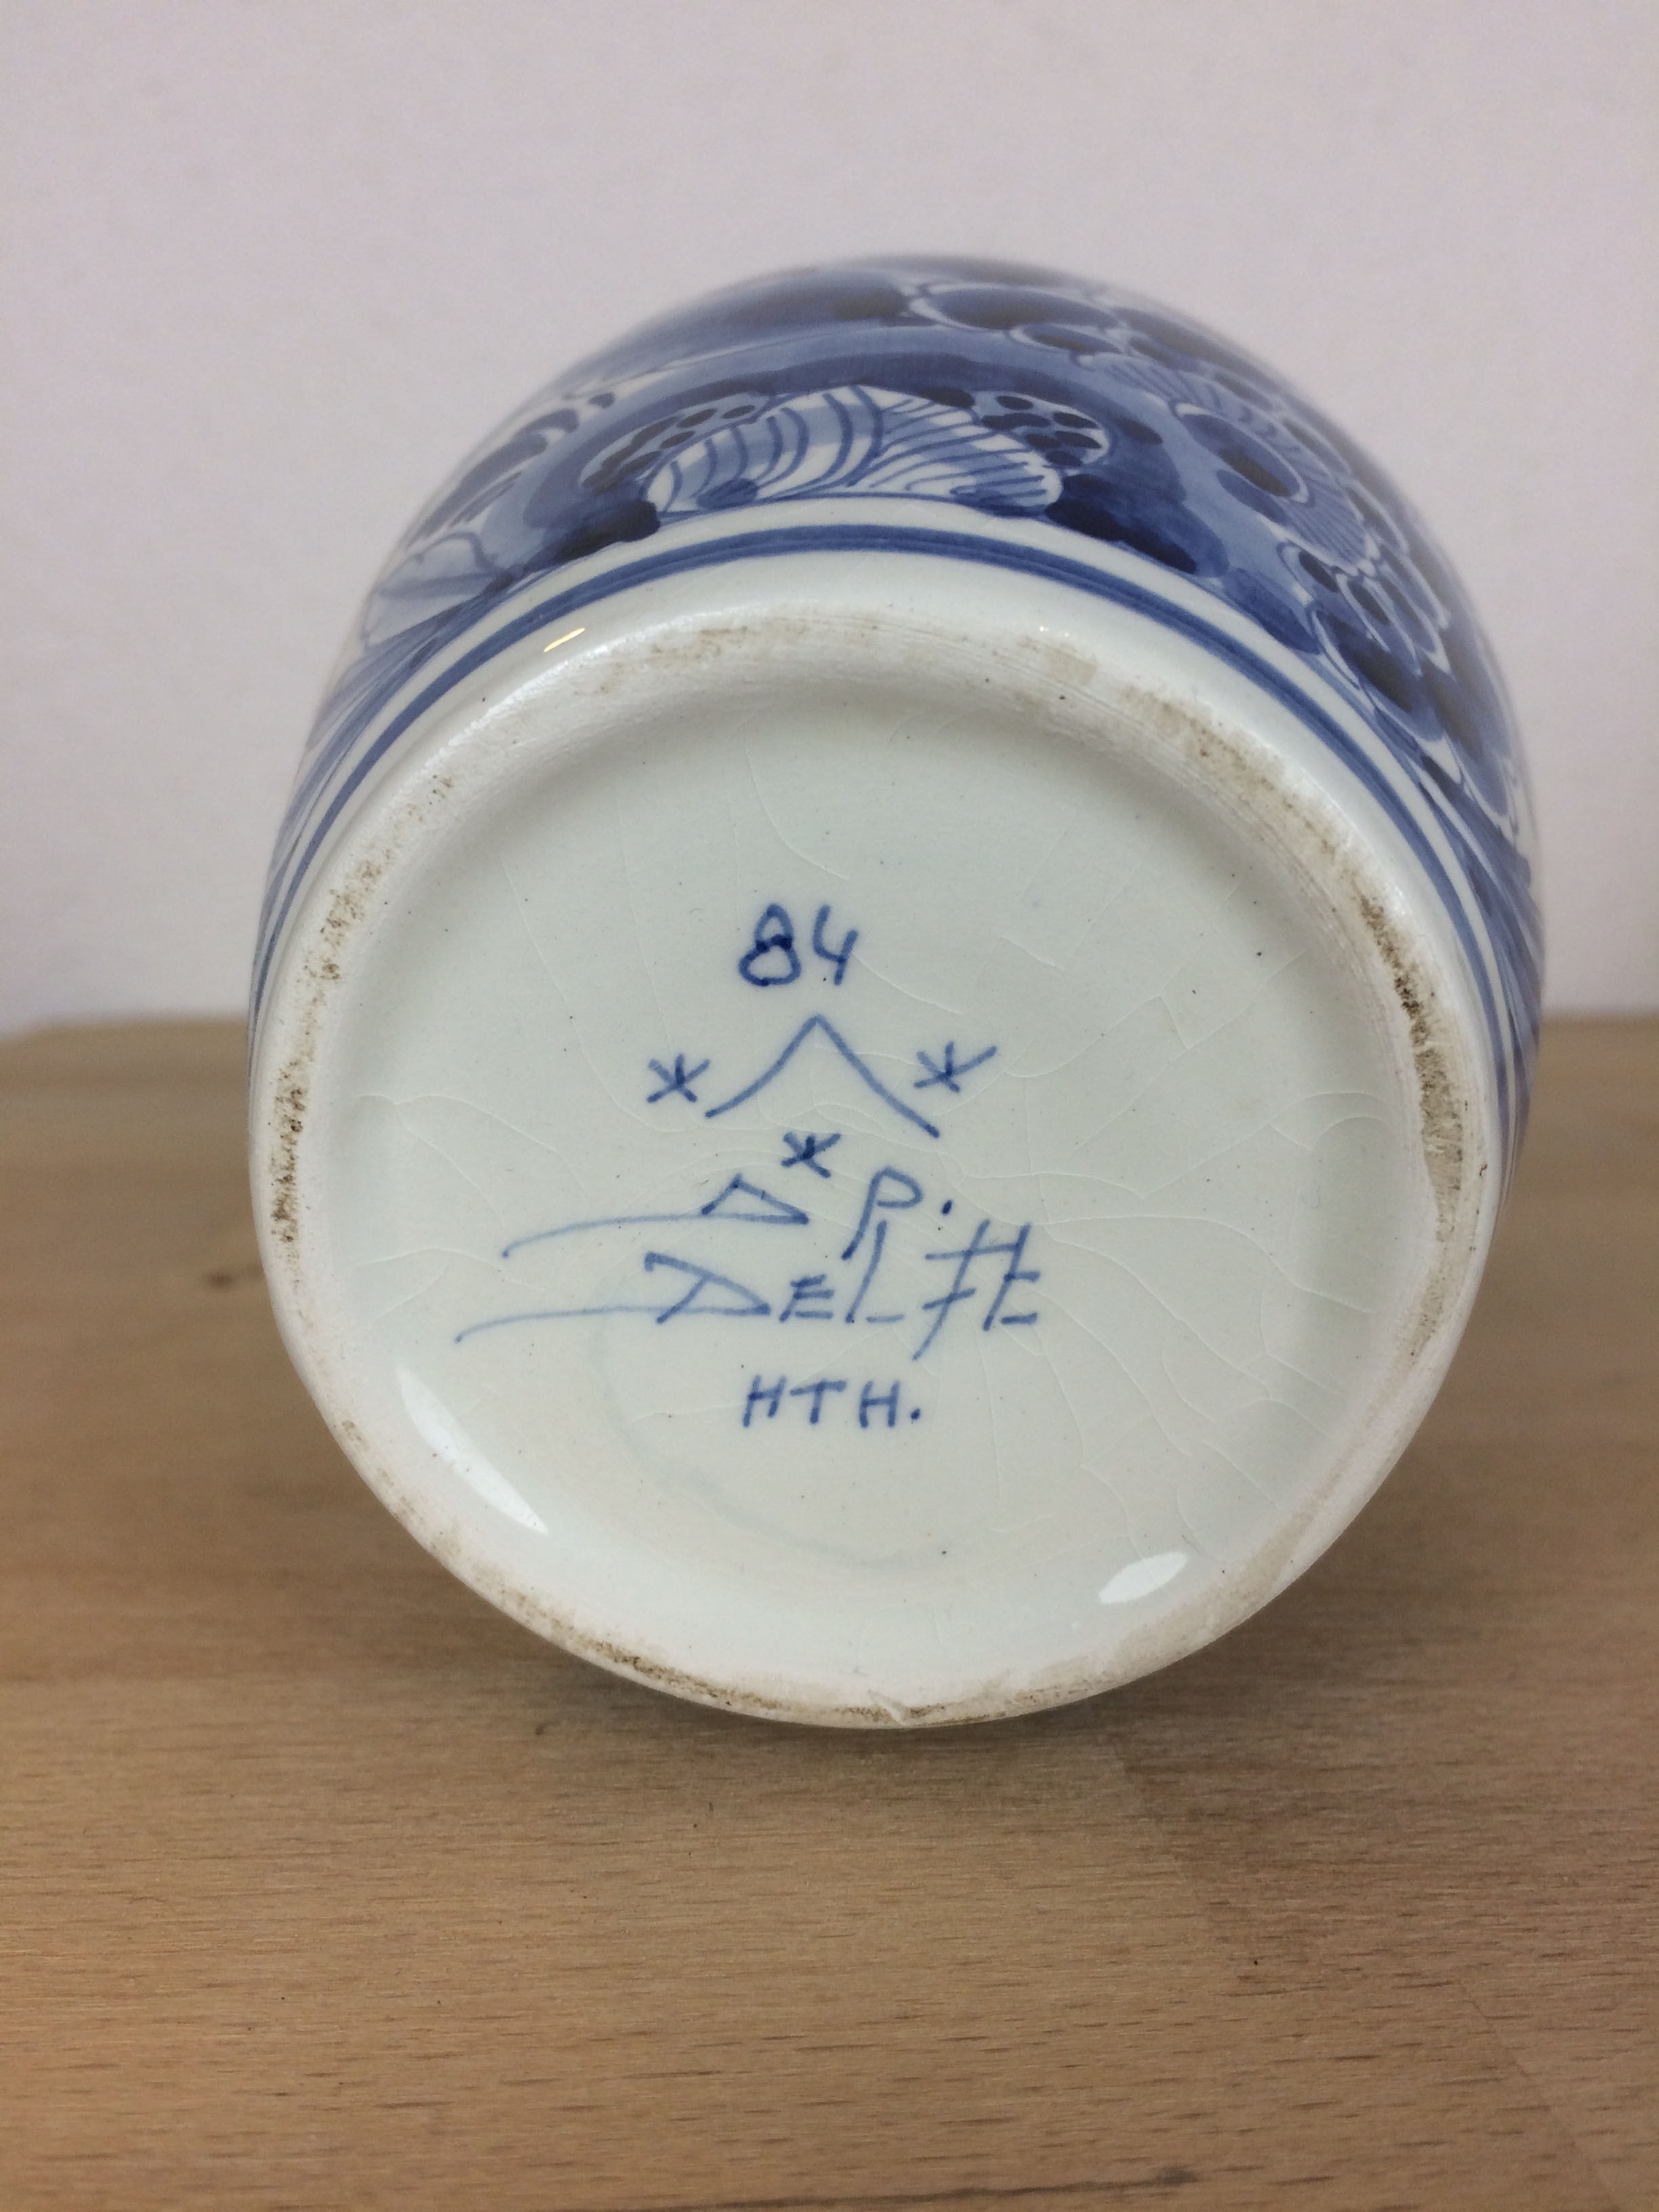 84
* *
*
D P.
DELft
HTH.